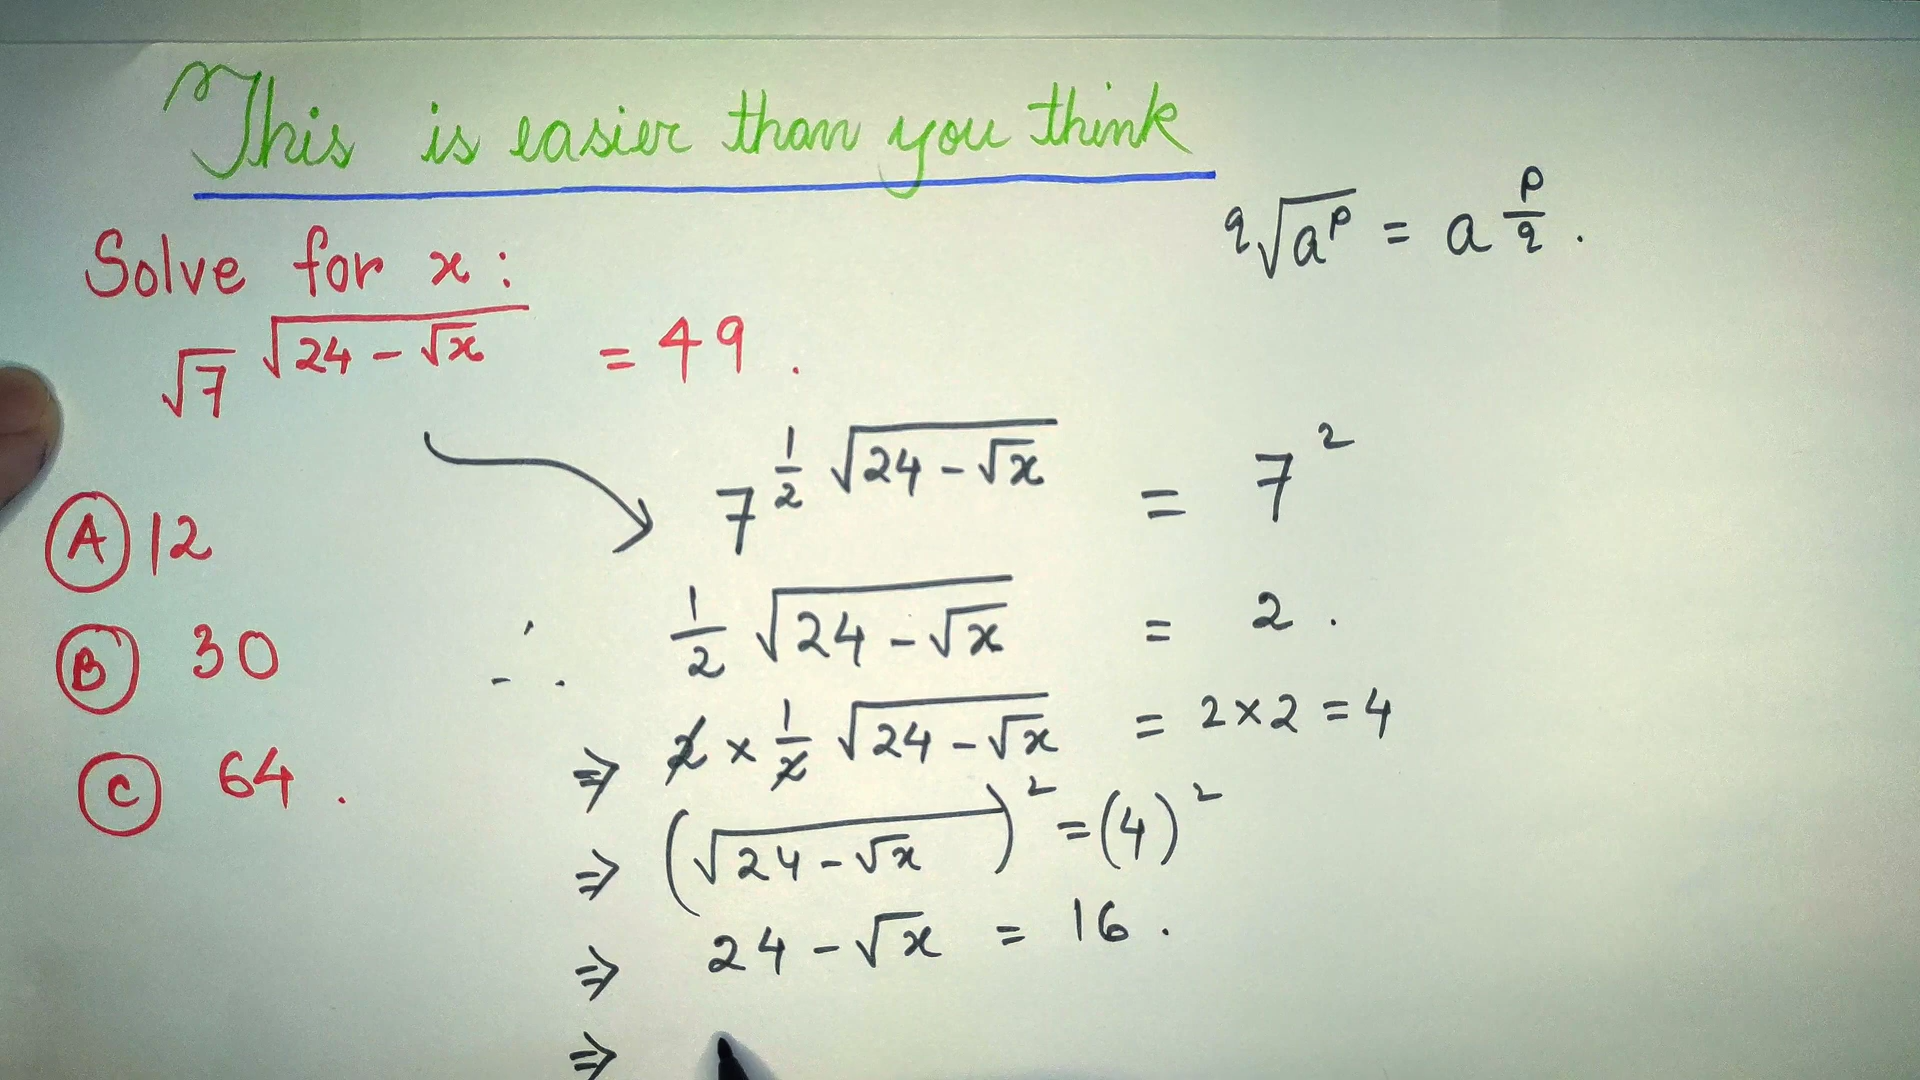 This is easier than you think
q√aᵖ = a p/q .
Solve for x :
√7 √24 - √x = 49 .
7 1/2 √24 - √x = 7²
(A) 12
∴ 1/2 √24 - √x = 2 .
(B) 30
⇒ 2 × 1/2 √24 - √x = 2×2 = 4
(C) 64 .
⇒ (√24 - √x )² = (4)²
⇒ 24 - √x = 16 .
⇒